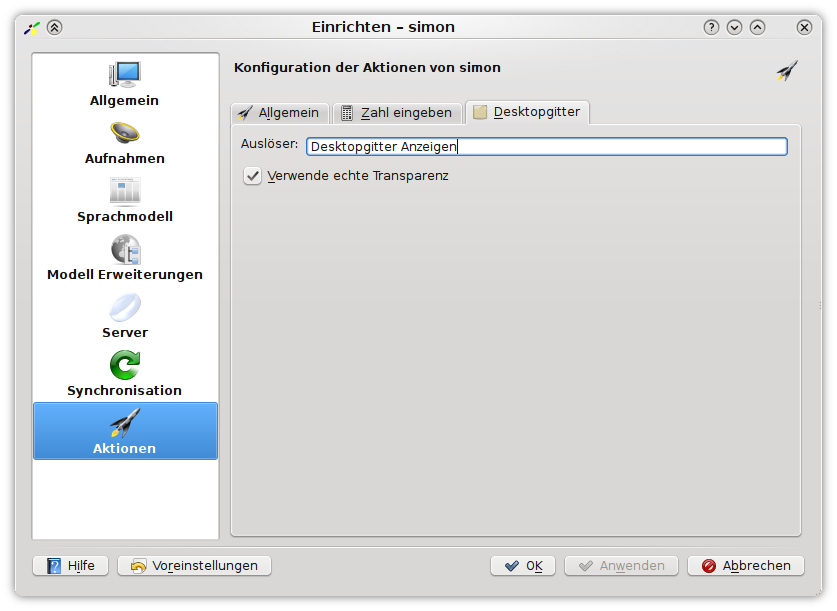 Einrichten – simon
Allgemein
Aufnahmen
Sprachmodell
Modell Erweiterungen
Server
Synchronisation
Aktionen
Konfiguration der Aktionen von simon
Allgemein Zahl eingeben Desktopgitter
Auslöser: Desktopgitter Anzeigen
Verwende echte Transparenz
Hilfe Voreinstellungen OK Anwenden Abbrechen